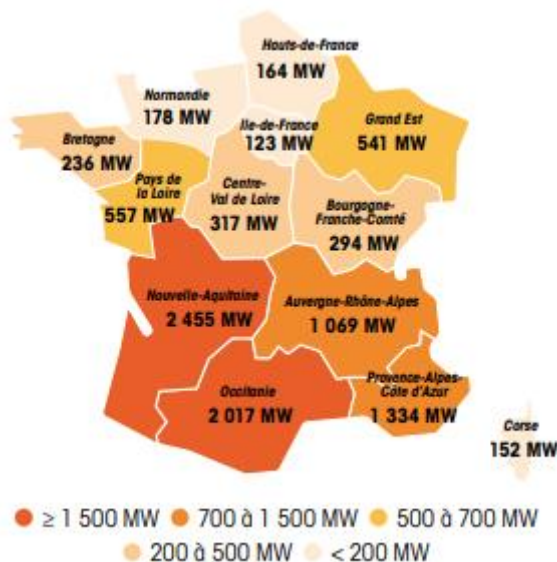 Hauts-de-France
164 MW
Normandie
178 MW
Ile-de-France
123 MW
Grand Est
541 MW
Bretagne
236 MW
Pays de
la Loire
557 MW
Centre-
Val de Loire
317 MW
Bourgogne-
Franche-Comté
294 MW
Nouvelle-Aquitaine
2 455 MW
Auvergne-Rhône-Alpes
1 069 MW
Occitanie
2 017 MW
Provence-Alpes-
Côte d'Azur
1 334 MW
Corse
152 MW
≥ 1 500 MW 700 à 1 500 MW 500 à 700 MW
200 à 500 MW < 200 MW